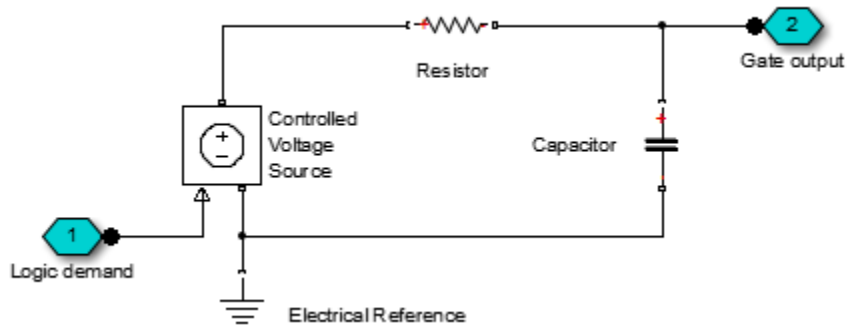 2
Gate output
Resistor
Controlled
Voltage
Source
Capacitor
1
Logic demand
Electrical Reference